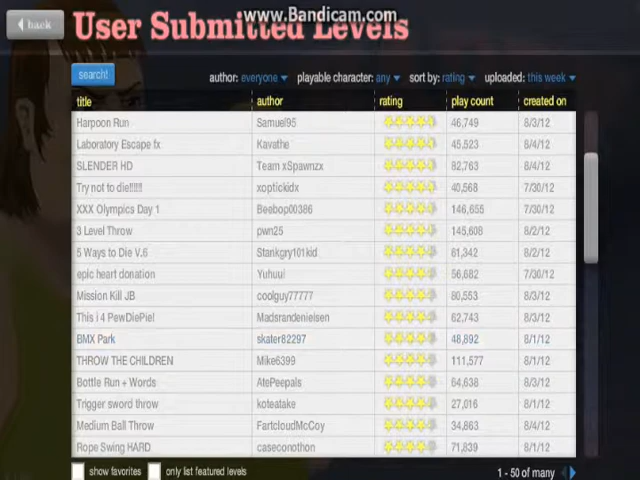 www.Bandicam.com
back
User Submitted Levels
search!
author: everyone playable character: any sort by: rating uploaded: this week
title author rating play count created on
Harpoon Run Samuel95 46,749 8/3/12
Laboratory Escape fx Kavathe 45,523 8/4/12
SLENDER HD Team xSpawnzx 82,763 8/4/12
Try not to die!!!!!! xoptickidx 40,568 7/30/12
XXX Olympics Day 1 Beebop00386 146,655 7/30/12
3 Level Throw pwn25 145,608 8/2/12
5 Ways to Die V.6 Stankgry101kid 61,342 8/2/12
epic heart donation Yuhuu! 56,682 7/30/12
Mission Kill JB coolguy77777 80,553 8/3/12
This i 4 PewDiePie! Madsrandenielsen 62,743 8/3/12
BMX Park skater82297 48,892 8/1/12
THROW THE CHILDREN Mike6399 111,577 8/1/12
Bottle Run + Words AtePeepals 64,638 8/3/12
Trigger sword throw koteatake 27,016 8/1/12
Medium Ball Throw FartcloudMcCoy 34,863 8/4/12
Rope Swing HARD caseconothon 71,839 8/1/12
show favorites only list featured levels 1 - 50 of many